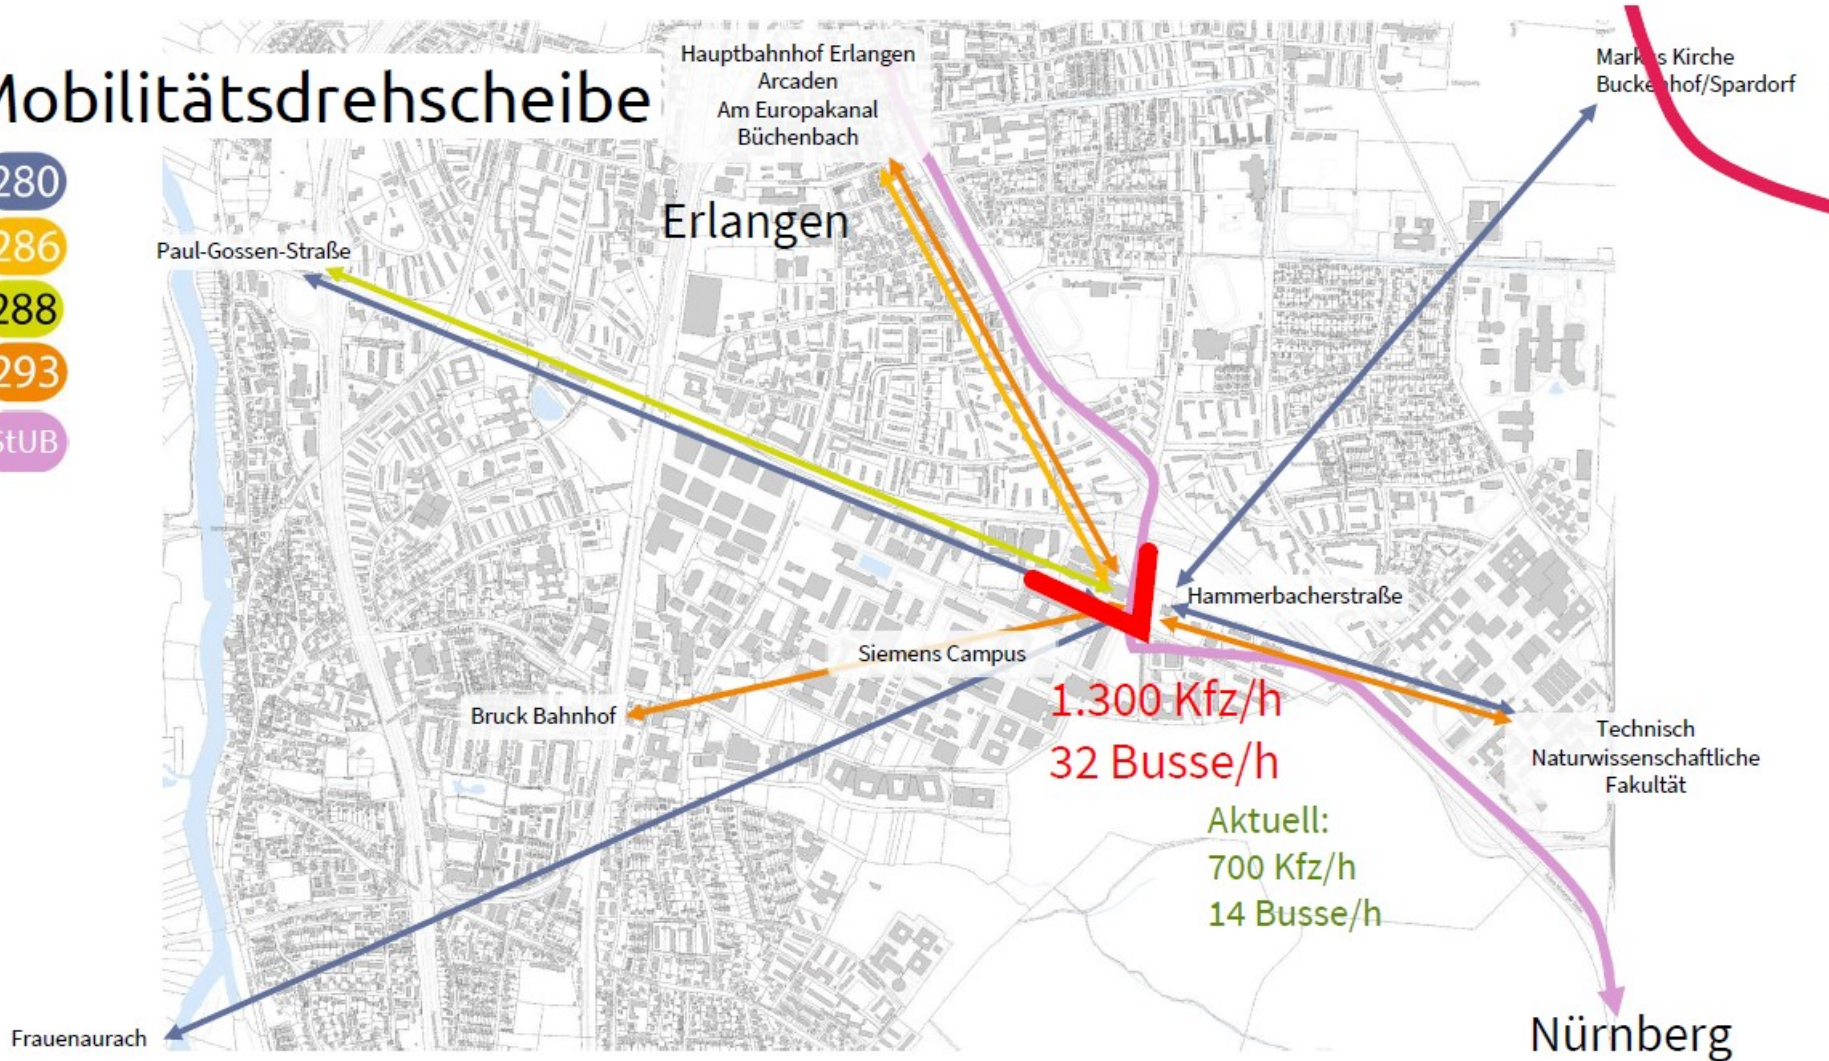 Mobilitätsdrehscheibe
280
286
288
293
StUB
Hauptbahnhof Erlangen
Arcaden
Am Europakanal
Büchenbach
Markus Kirche
Buckenhof/Spardorf
Erlangen
Paul-Gossen-Straße
Hammerbacherstraße
Siemens Campus
Bruck Bahnhof
1.300 Kfz/h
32 Busse/h
Technisch
Naturwissenschaftliche
Fakultät
Aktuell:
700 Kfz/h
14 Busse/h
Frauenaurach
Nürnberg